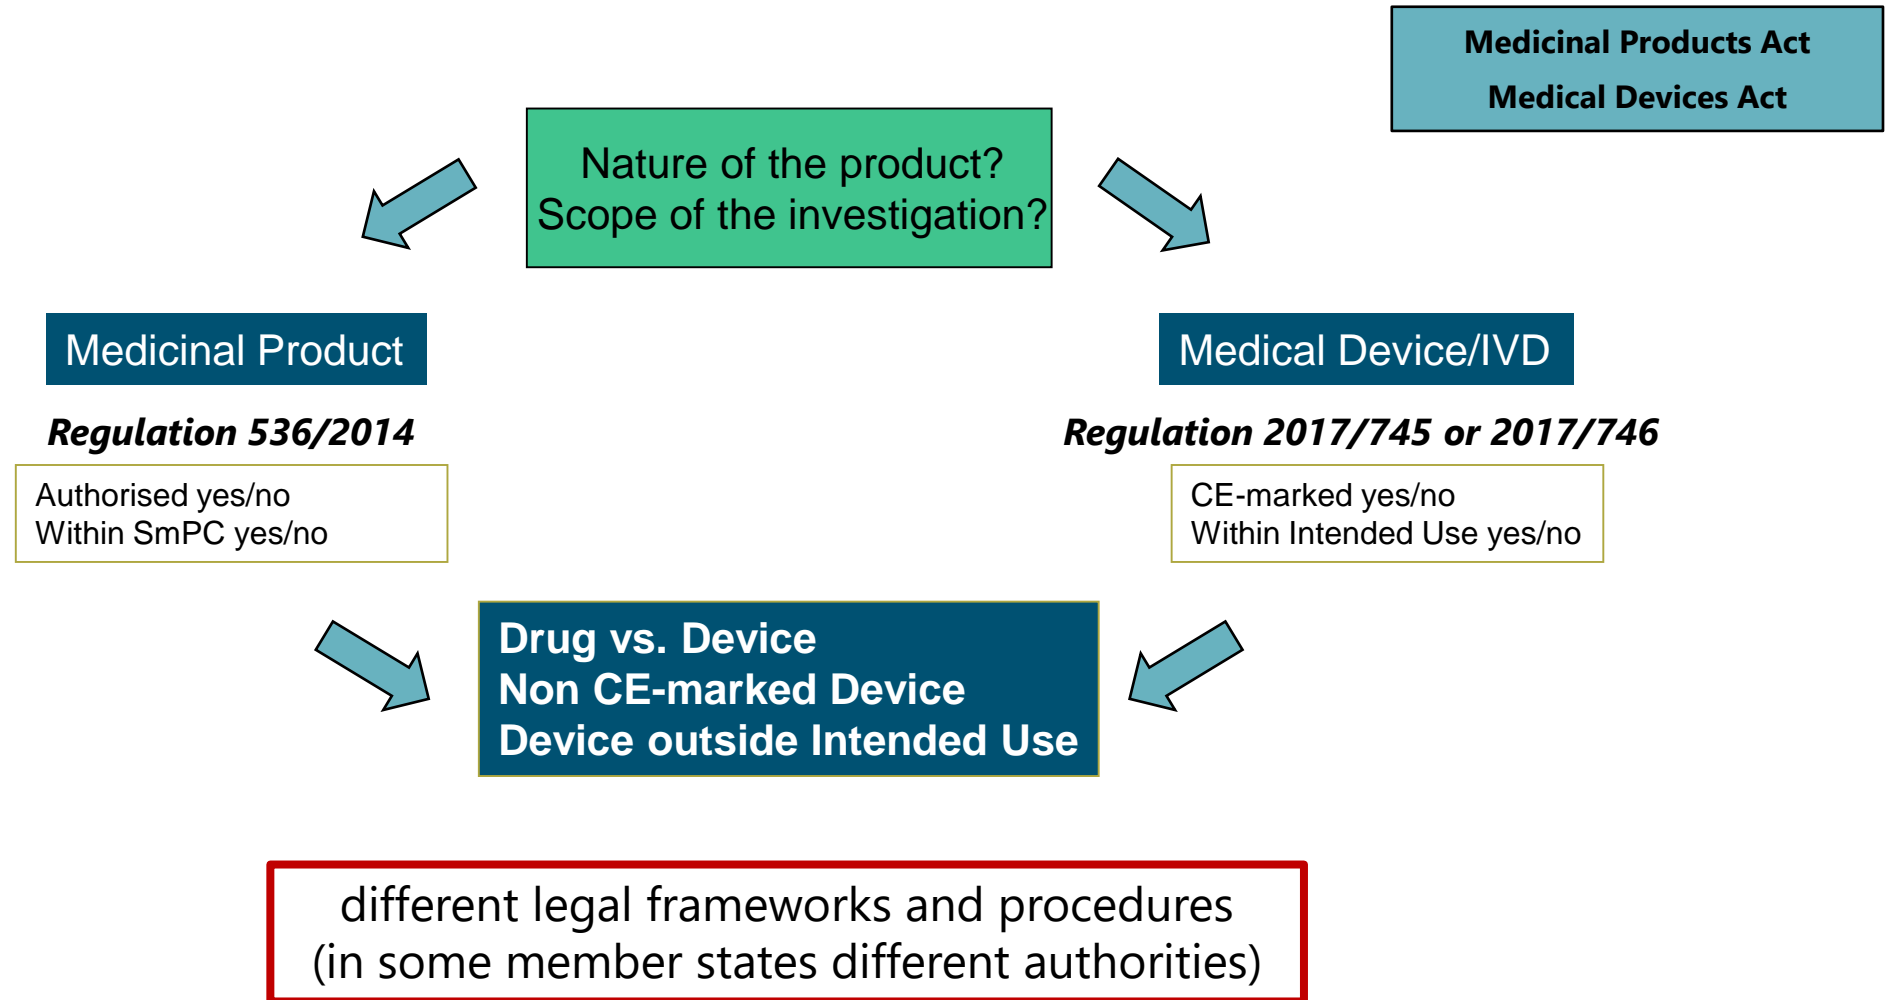 Medicinal Products Act
Medical Devices Act
Nature of the product?
Scope of the investigation?
Medicinal Product
Medical Device/IVD
Regulation 536/2014
Regulation 2017/745 or 2017/746
Authorised yes/no
Within SmPC yes/no
CE-marked yes/no
Within Intended Use yes/no
Drug vs. Device
Non CE-marked Device
Device outside Intended Use
different legal frameworks and procedures
(in some member states different authorities)